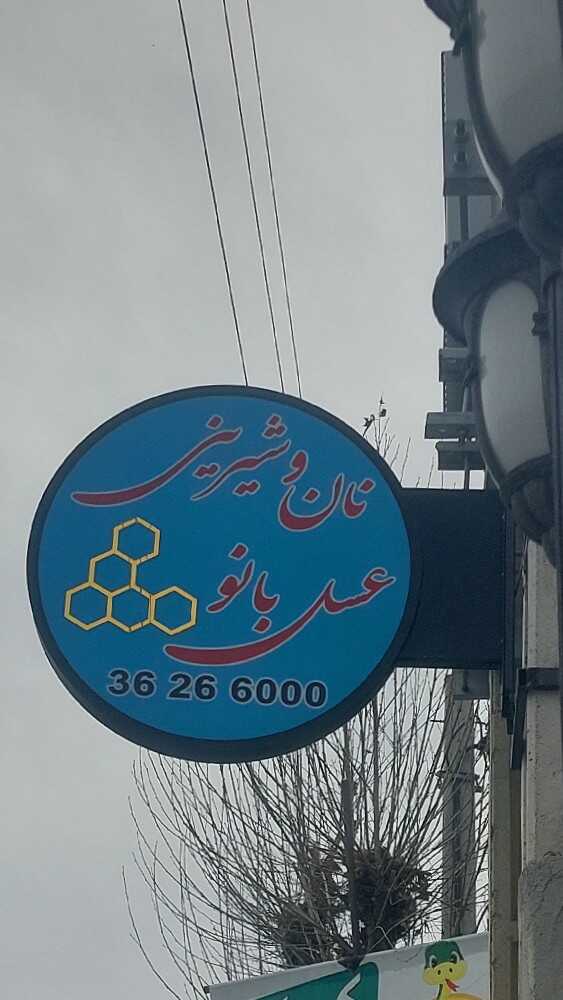 نان و شیرینی
عسل بانو
36 26 6000